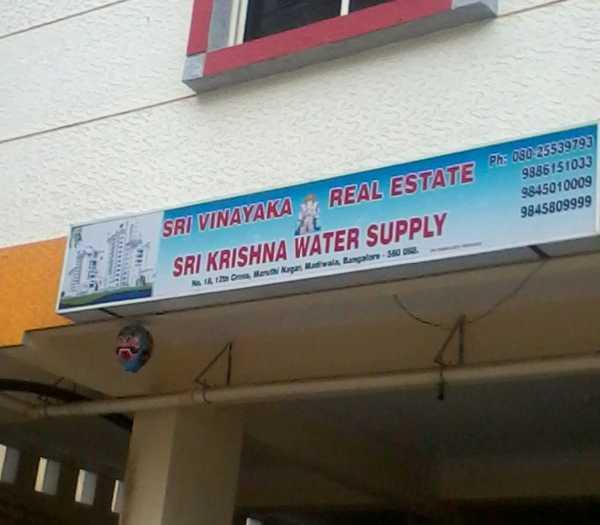 SRI VINAYAKA REAL ESTATE
SRI KRISHNA WATER SUPPLY
No. 18, 12th Cross, Maruthi Nagar, Madiwala, Bangalore - 560 068.
Ph: 080-25539793
9886151033
9845010009
9845809999